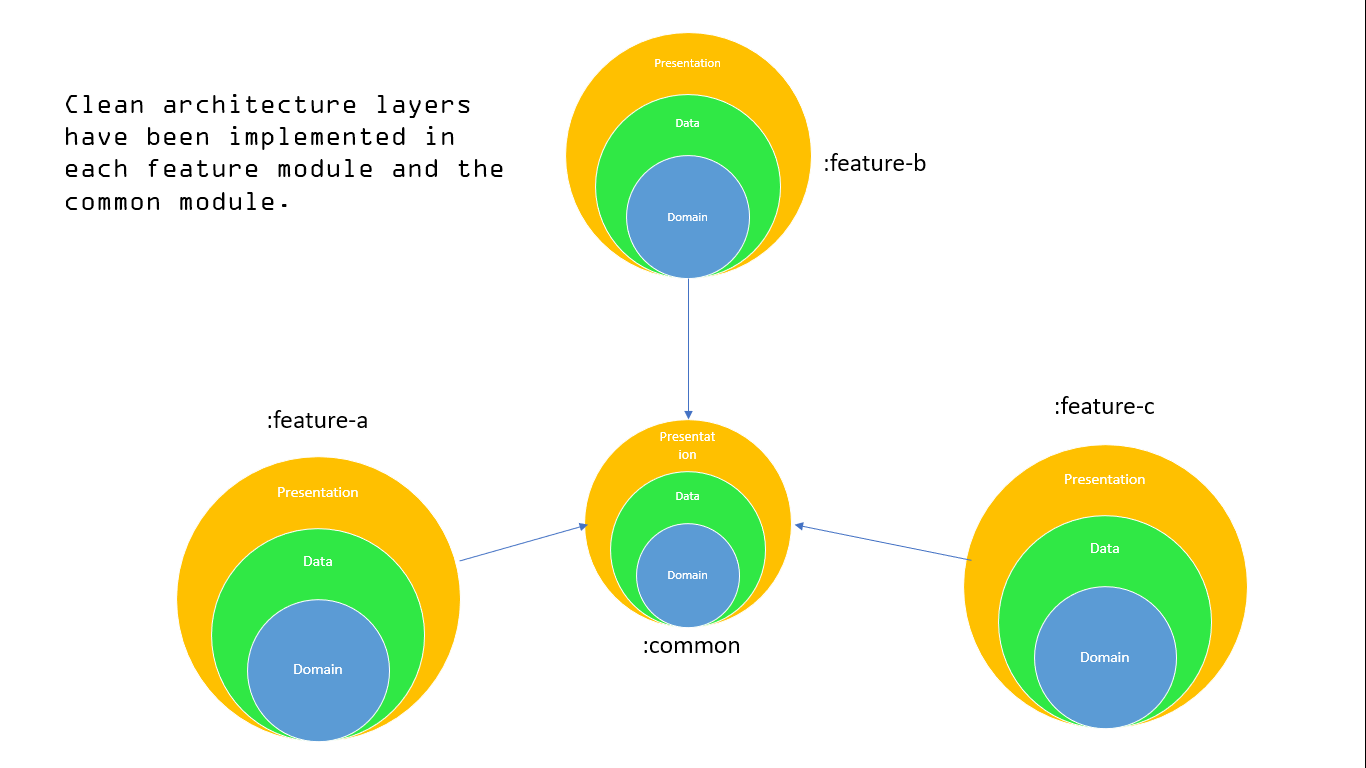 Clean architecture layers
have been implemented in
each feature module and the
common module.
Presentation
Data
Domain
:feature-b
:feature-a
Presentation
Data
Domain
Presentat
ion
Data
Domain
:common
:feature-c
Presentation
Data
Domain